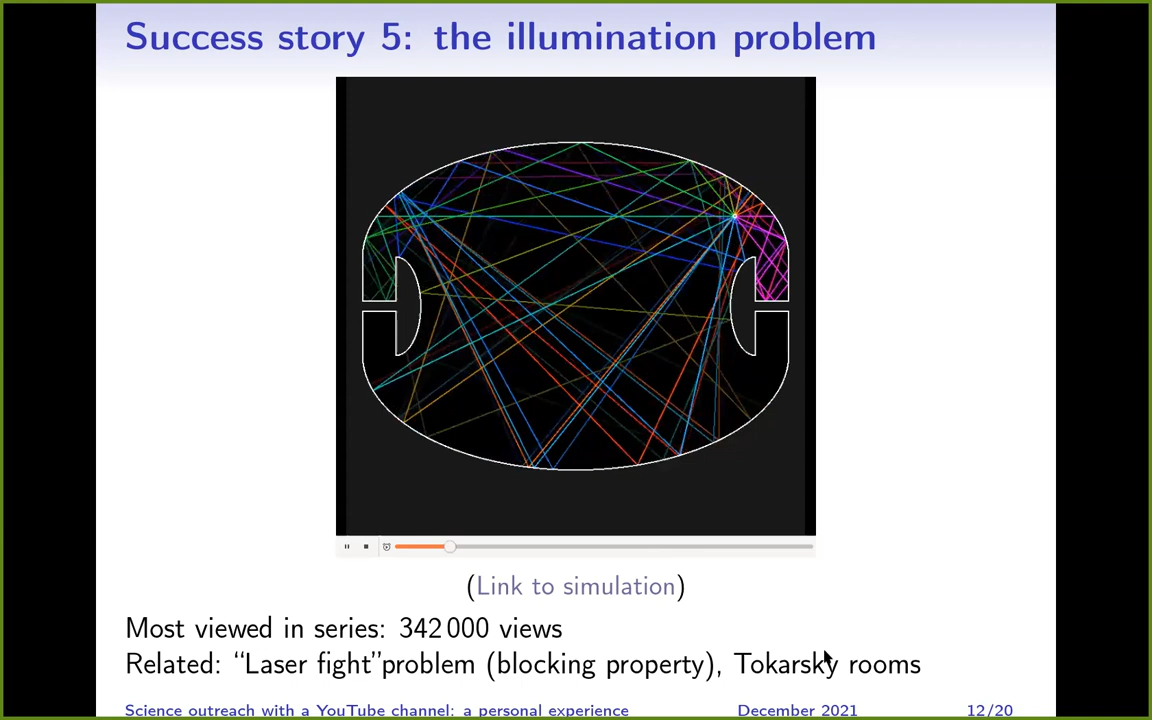 Success story 5: the illumination problem
(Link to simulation)
Most viewed in series: 342 000 views
Related: “Laser fight”problem (blocking property), Tokarsky rooms
Science outreach with a YouTube channel: a personal experience December 2021 12/20